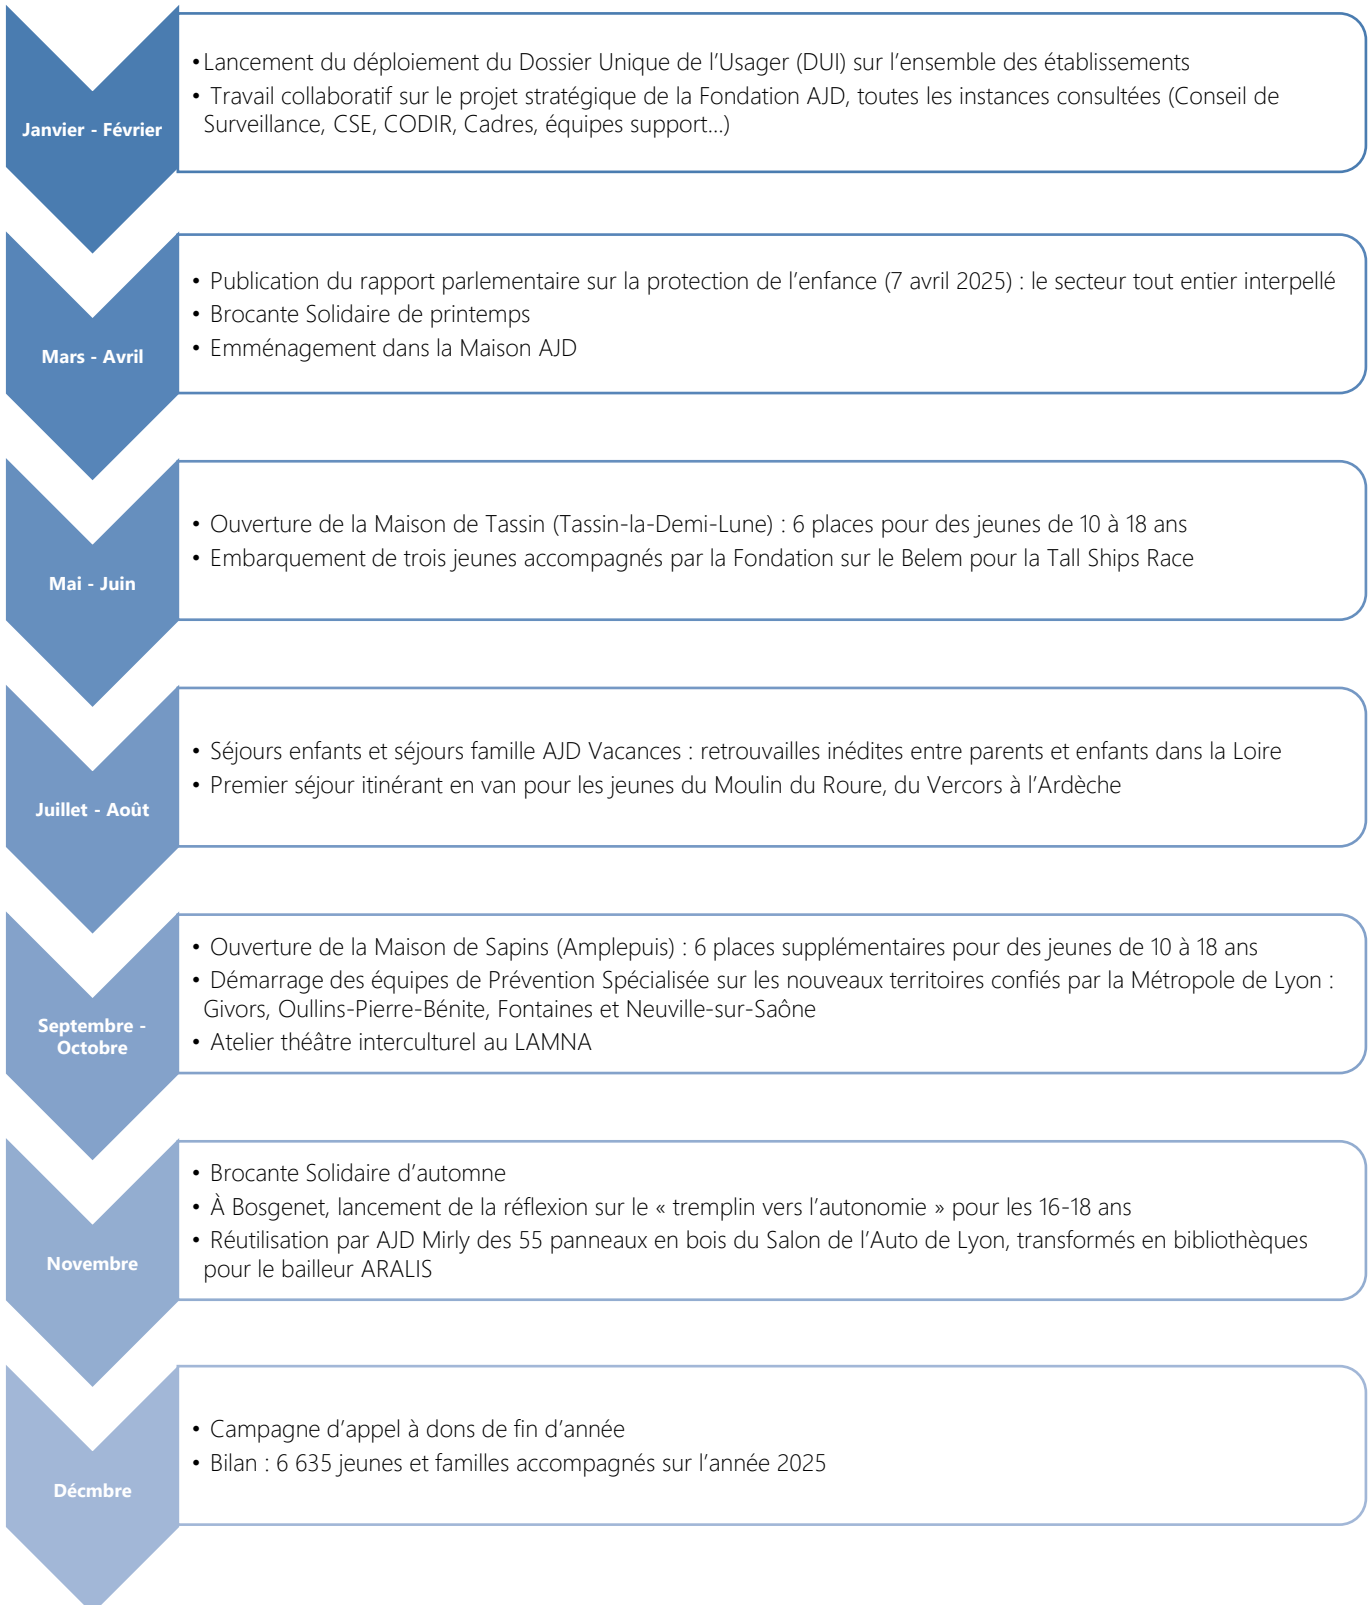 Janvier - Février
•Lancement du déploiement du Dossier Unique de l’Usager (DUI) sur l’ensemble des établissements
• Travail collaboratif sur le projet stratégique de la Fondation AJD, toutes les instances consultées (Conseil de
Surveillance, CSE, CODIR, Cadres, équipes support…)
Mars - Avril
• Publication du rapport parlementaire sur la protection de l’enfance (7 avril 2025) : le secteur tout entier interpellé
• Brocante Solidaire de printemps
• Emménagement dans la Maison AJD
Mai - Juin
• Ouverture de la Maison de Tassin (Tassin-la-Demi-Lune) : 6 places pour des jeunes de 10 à 18 ans
• Embarquement de trois jeunes accompagnés par la Fondation sur le Belem pour la Tall Ships Race
Juillet - Août
• Séjours enfants et séjours famille AJD Vacances : retrouvailles inédites entre parents et enfants dans la Loire
• Premier séjour itinérant en van pour les jeunes du Moulin du Roure, du Vercors à l’Ardèche
Septembre -
Octobre
• Ouverture de la Maison de Sapins (Amplepuis) : 6 places supplémentaires pour des jeunes de 10 à 18 ans
• Démarrage des équipes de Prévention Spécialisée sur les nouveaux territoires confiés par la Métropole de Lyon :
Givors, Oullins-Pierre-Bénite, Fontaines et Neuville-sur-Saône
• Atelier théâtre interculturel au LAMNA
Novembre
• Brocante Solidaire d’automne
• À Bosgenet, lancement de la réflexion sur le « tremplin vers l’autonomie » pour les 16-18 ans
• Réutilisation par AJD Mirly des 55 panneaux en bois du Salon de l’Auto de Lyon, transformés en bibliothèques
pour le bailleur ARALIS
Décmbre
• Campagne d’appel à dons de fin d’année
• Bilan : 6 635 jeunes et familles accompagnés sur l’année 2025